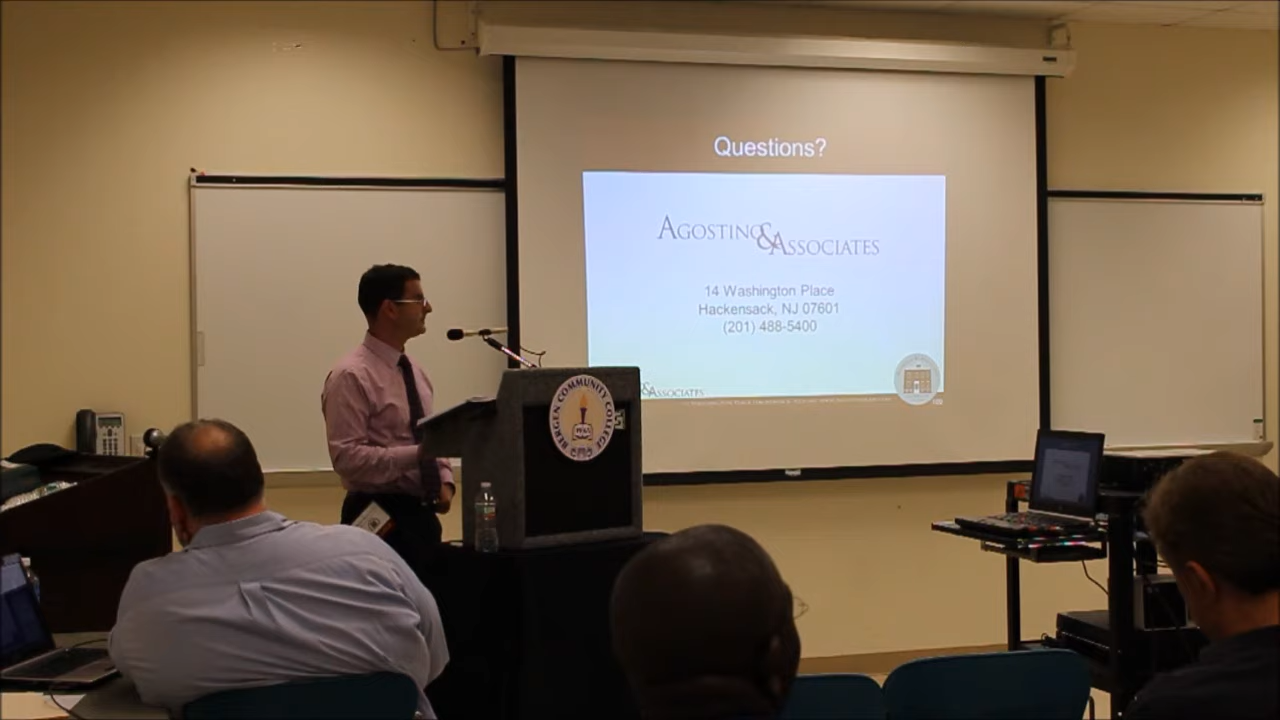 Questions?
AGOSTINO & ASSOCIATES
14 Washington Place
Hackensack, NJ 07601
(201) 488-5400
& ASSOCIATES
BERGEN COMMUNITY COLLEGE